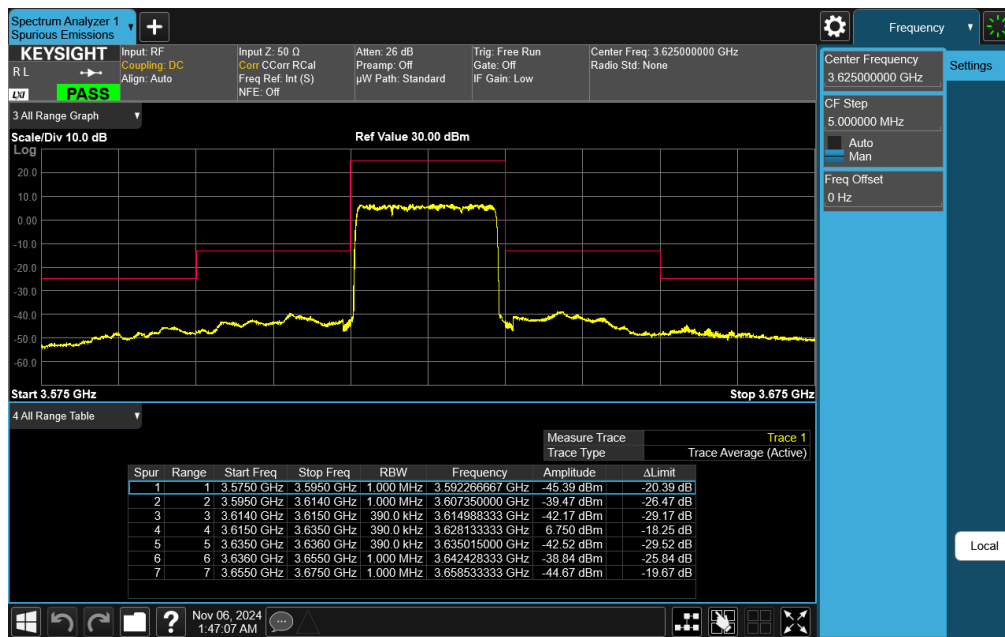 Spectrum Analyzer 1
Spurious Emissions
Frequency
KEYSIGHT Input: RF Input Z: 50 Ω Atten: 26 dB Trig: Free Run Center Freq: 3.625000000 GHz
R L Coupling: DC Corr CCorr RCal Preamp: Off Gate: Off Radio Std: None
Align: Auto Freq Ref: Int (S) µW Path: Standard IF Gain: Low
LXI PASS NFE: Off
Center Frequency
3.625000000 GHz
Settings
CF Step
5.000000 MHz
Auto
Man
Freq Offset
0 Hz
Local
3 All Range Graph
Scale/Div 10.0 dB Ref Value 30.00 dBm
Log
20.0
10.0
0.00
-10.0
-20.0
-30.0
-40.0
-50.0
-60.0
Start 3.575 GHz Stop 3.675 GHz
4 All Range Table
Measure Trace Trace 1
Trace Type Trace Average (Active)
Spur Range Start Freq Stop Freq RBW Frequency Amplitude ΔLimit
1 1 3.5750 GHz 3.5950 GHz 1.000 MHz 3.592266667 GHz -45.39 dBm -20.39 dB
2 2 3.5950 GHz 3.6140 GHz 1.000 MHz 3.607350000 GHz -39.47 dBm -26.47 dB
3 3 3.6140 GHz 3.6150 GHz 390.0 kHz 3.614988333 GHz -42.17 dBm -29.17 dB
4 4 3.6150 GHz 3.6350 GHz 390.0 kHz 3.628133333 GHz 6.750 dBm -18.25 dB
5 5 3.6350 GHz 3.6360 GHz 390.0 kHz 3.635015000 GHz -42.52 dBm -29.52 dB
6 6 3.6360 GHz 3.6550 GHz 1.000 MHz 3.642428333 GHz -38.84 dBm -25.84 dB
7 7 3.6550 GHz 3.6750 GHz 1.000 MHz 3.658533333 GHz -44.67 dBm -19.67 dB
? Nov 06, 2024
1:47:07 AM